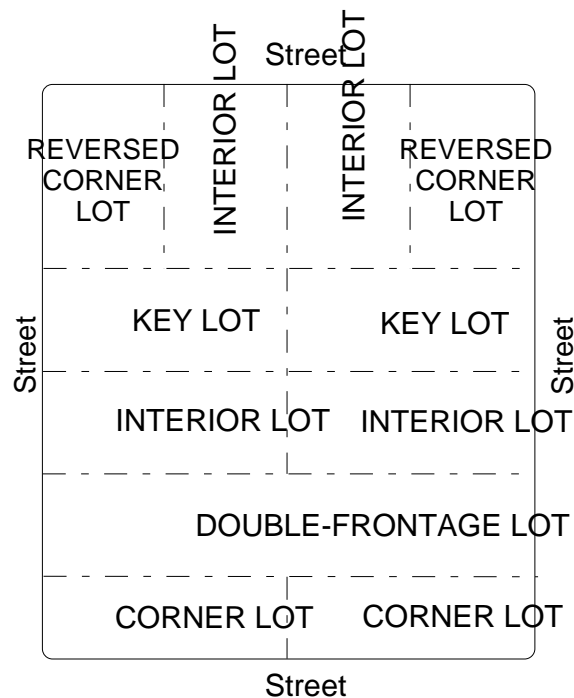 Street
REVERSED
CORNER
LOT
INTERIOR LOT
INTERIOR LOT
REVERSED
CORNER
LOT
KEY LOT
KEY LOT
Street
Street
INTERIOR LOT
INTERIOR LOT
DOUBLE-FRONTAGE LOT
CORNER LOT
CORNER LOT
Street